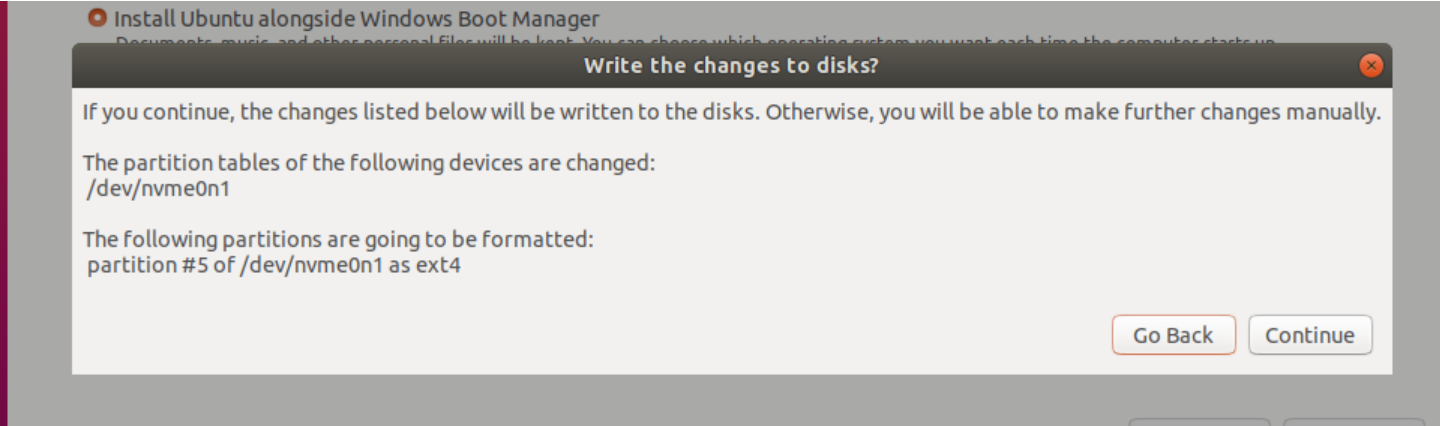 Install Ubuntu alongside Windows Boot Manager
Documents, music, and other personal files will be kept. You can choose which operating system you want each time the computer starts up.
Write the changes to disks?
If you continue, the changes listed below will be written to the disks. Otherwise, you will be able to make further changes manually.
The partition tables of the following devices are changed:
/dev/nvme0n1
The following partitions are going to be formatted:
partition #5 of /dev/nvme0n1 as ext4
Go Back Continue